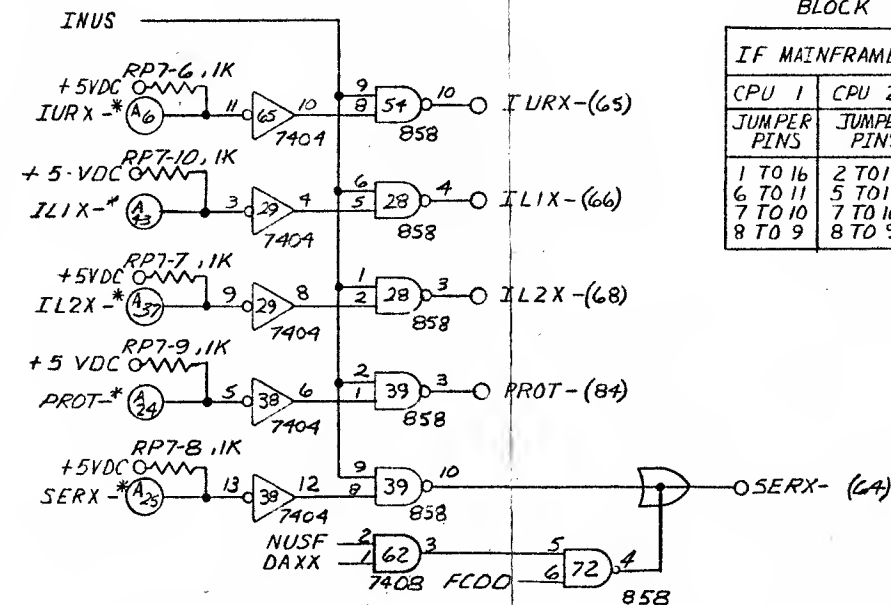 BLOCK
IF MAINFRAME
CPU 1 CPU 2
JUMPER PINS JUMPE PINS
1 TO 16 2 TO 1
6 TO 11 5 TO 1
7 TO 10 7 TO 10
8 TO 9 8 TO 9
INUS
RP7-6, 1K
+5VDC
IURX-* A6 11 65 10 7404
9 8 54 10 858 IURX-(65)
RP7-10, 1K
+5-VDC
IL1X-* A43 3 29 4 7404
6 5 28 4 858 IL1X-(66)
RP7-7, 1K
+5VDC
IL2X-* A37 9 29 8 7404
1 2 28 3 858 IL2X-(68)
RP7-9, 1K
+5 VDC
PROT-* A24 5 38 6 7404
2 1 39 3 858 PROT-(84)
RP7-8, 1K
+5VDC
SERX-* A25 13 38 12 7404
9 8 39 10 858 SERX- (64)
NUSF 2
DAXX 1 62 3 7408
5
FCDO 6 72 4 858